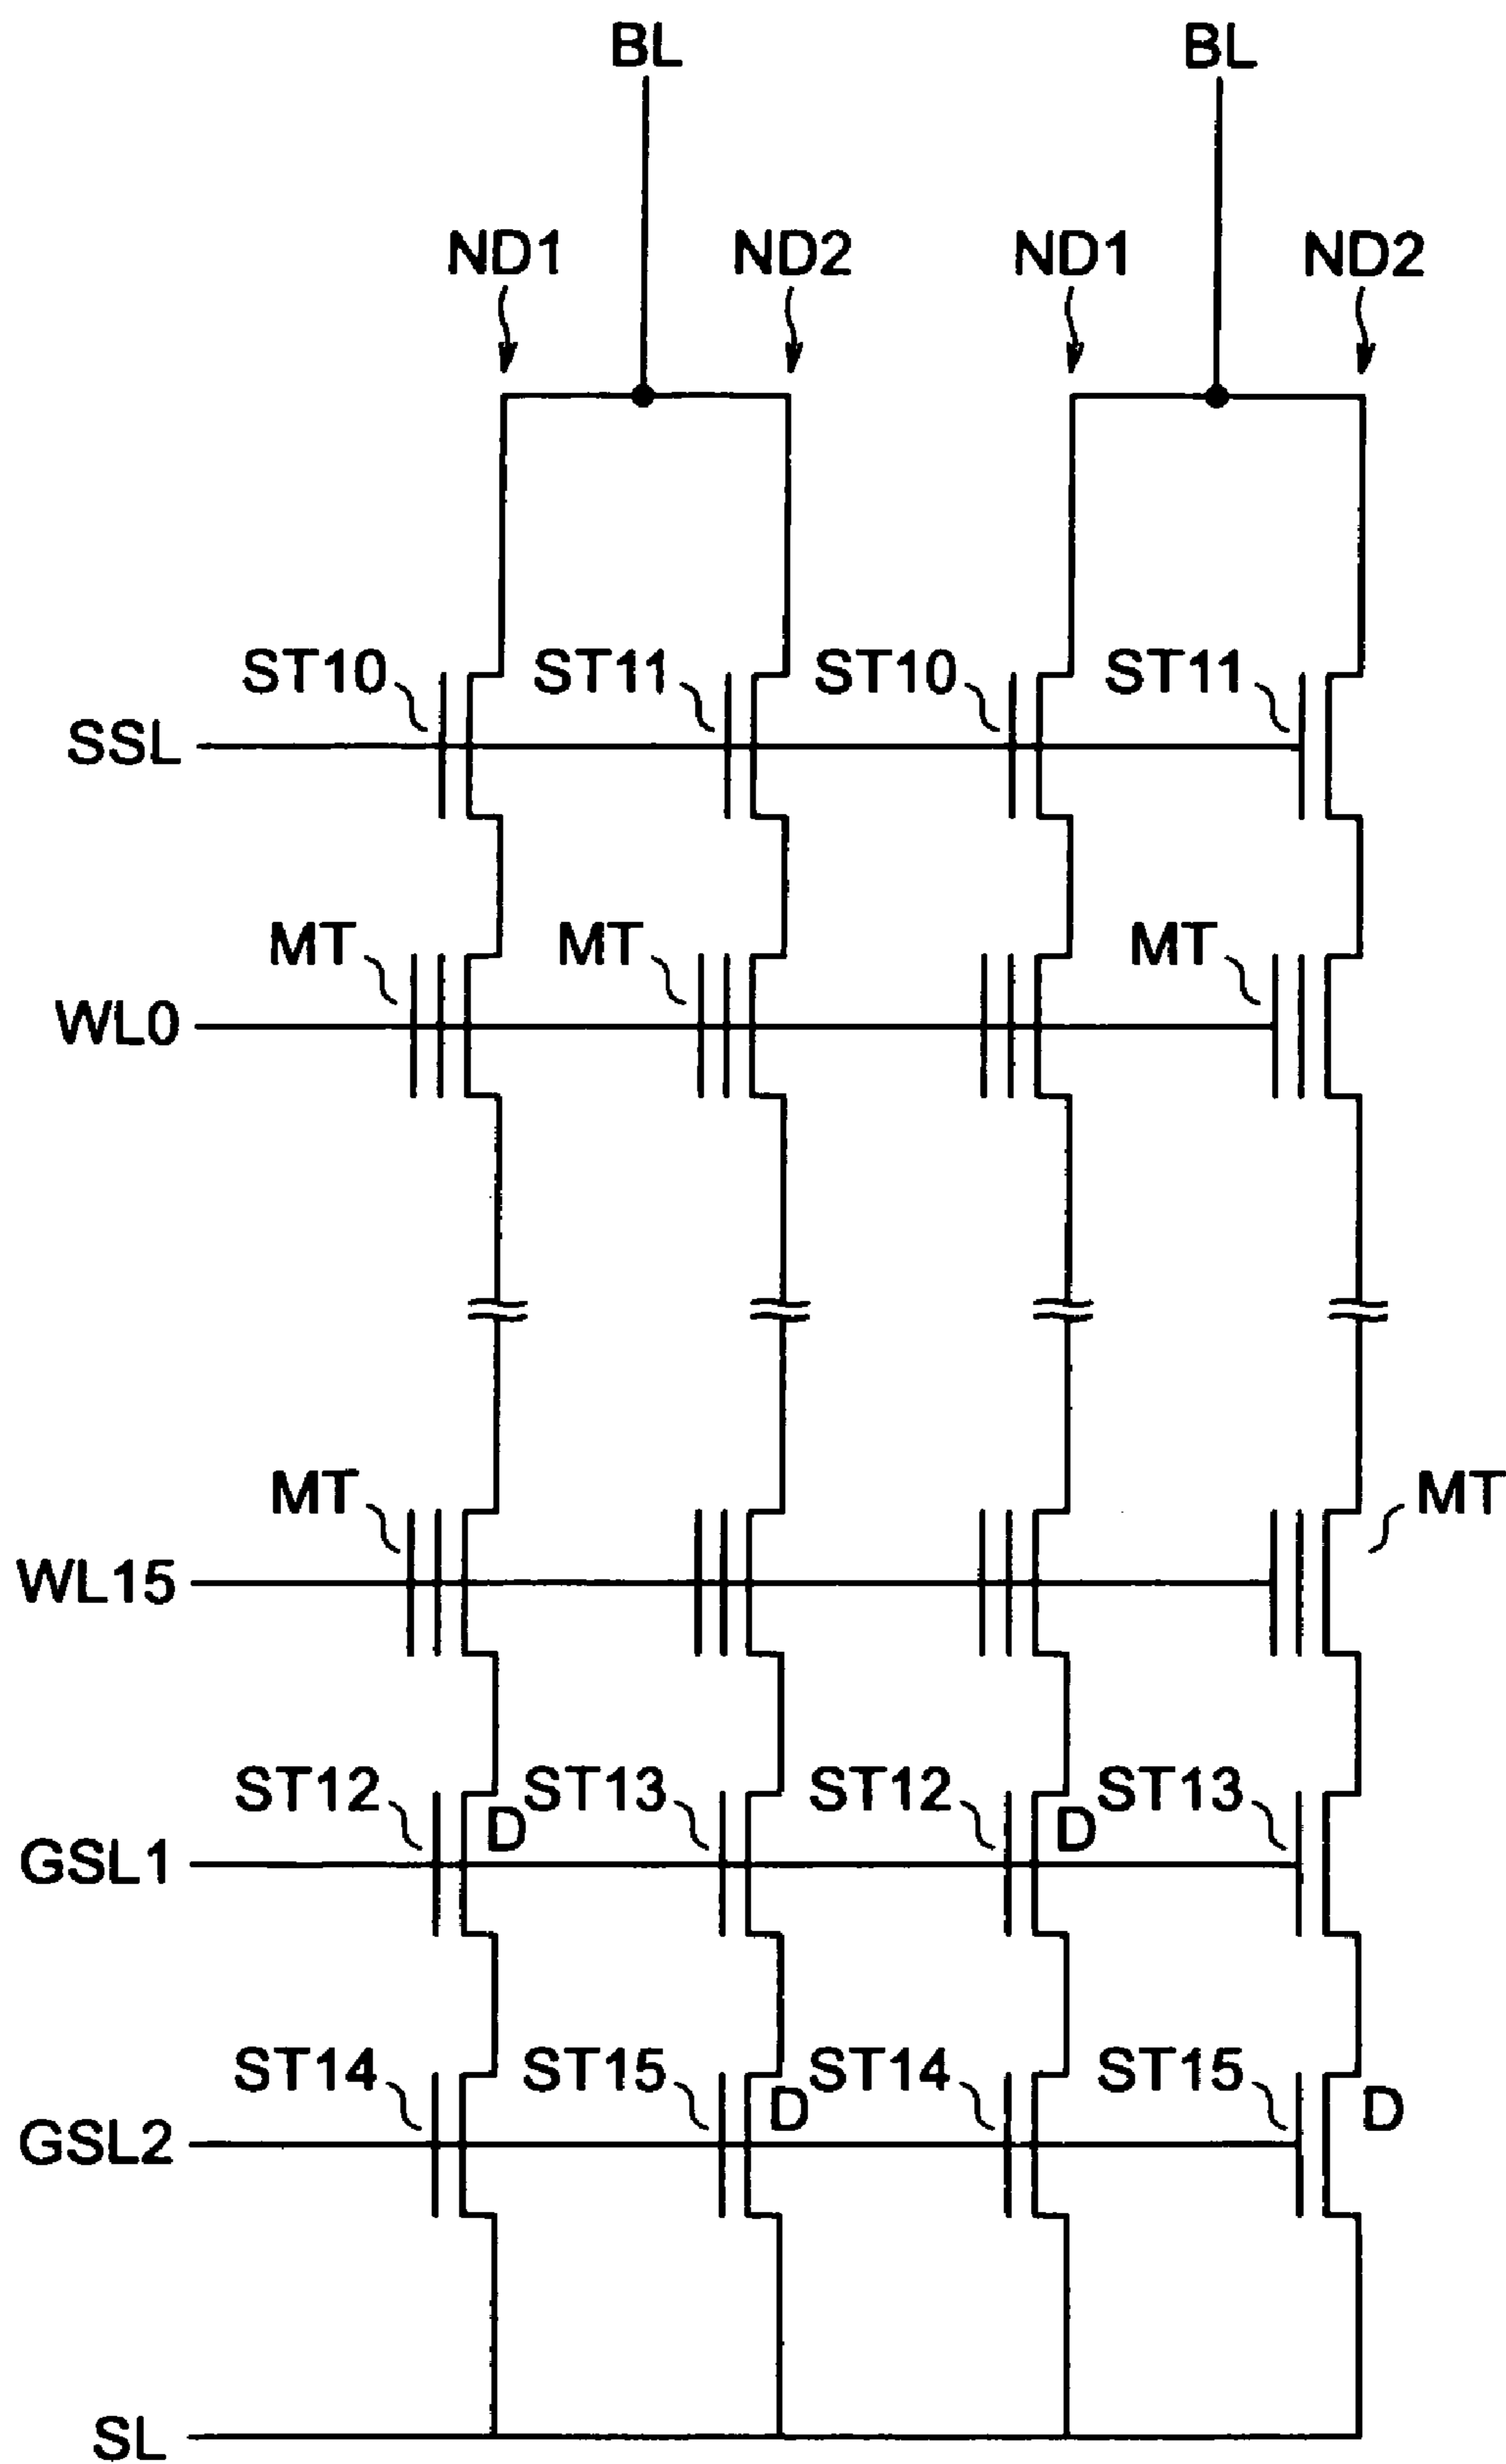 BL BL
ND1 ND2 ND1 ND2
ST10 ST11 ST10 ST11
SSL
MT MT MT
WL0
MT MT
WL15
ST12 ST13 ST12 ST13
D D
GSL1
ST14 ST15 ST14 ST15
D D
GSL2
SL